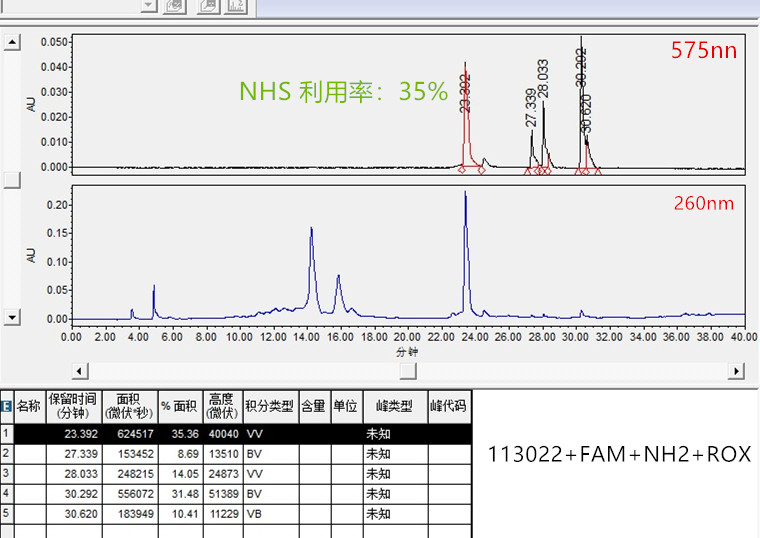 575nn
0.050
0.040
0.030
0.020
0.010
0.000
AU
NHS 利用率：35%
23.392
27.339
28.033
30.292
30.620
260nm
0.20
0.15
0.10
0.05
0.00
AU
0.00 2.00 4.00 6.00 8.00 10.00 12.00 14.00 16.00 18.00 20.00 22.00 24.00 26.00 28.00 30.00 32.00 34.00 36.00 38.00 40.00
分钟
E 名称 保留时间 (分钟) 面积 (微伏*秒) % 面积 高度 (微伏) 积分类型 含量 单位 峰类型 峰代码
1 23.392 624517 35.36 40040 VV 未知
2 27.339 153452 8.69 13510 BV 未知
3 28.033 248215 14.05 24873 VV 未知
4 30.292 556072 31.48 51389 BV 未知
5 30.620 183949 10.41 11229 VB 未知
113022+FAM+NH2+ROX